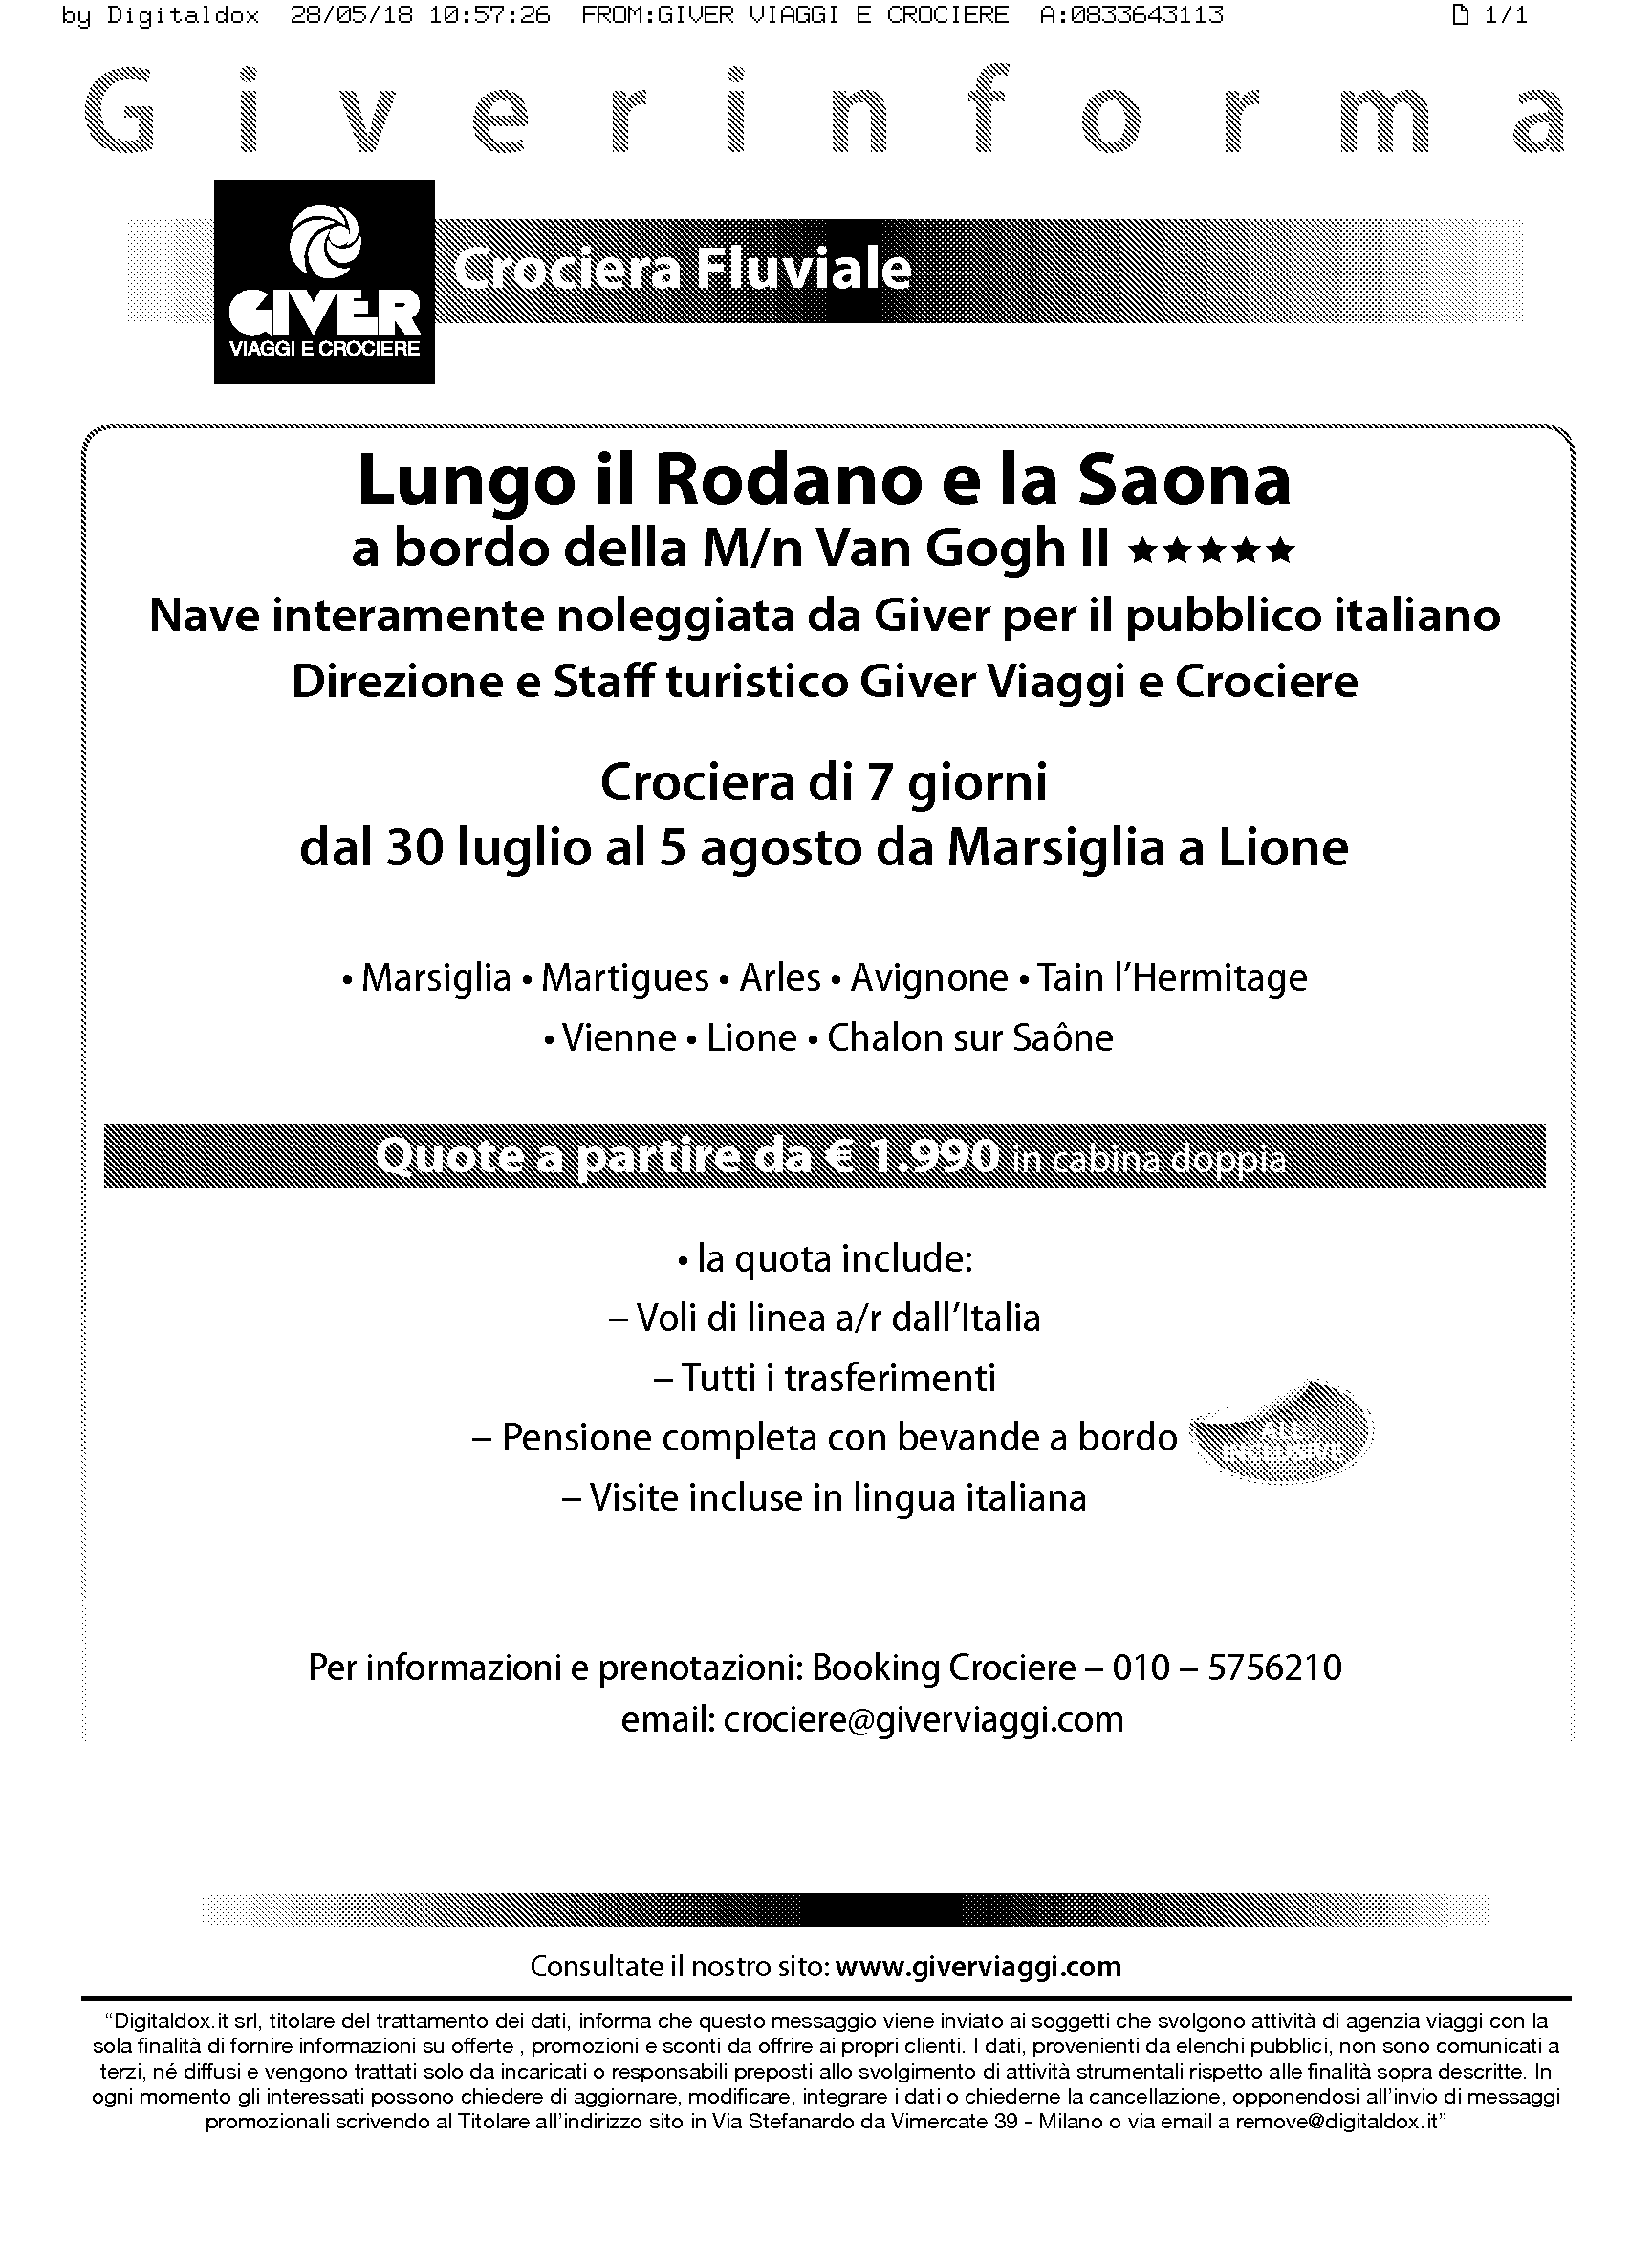 by Digitaldox 28/05/18 10:57:26 FROM:GIVER VIAGGI E CROCIERE A:0833643113 1/1
Giverinforma
Crociera Fluviale
GIVER
VIAGGI E CROCIERE
Lungo il Rodano e la Saona
a bordo della M/n Van Gogh II ★★★★★
Nave interamente noleggiata da Giver per il pubblico italiano
Direzione e Staff turistico Giver Viaggi e Crociere
Crociera di 7 giorni
dal 30 luglio al 5 agosto da Marsiglia a Lione
• Marsiglia • Martigues • Arles • Avignone • Tain l’Hermitage
• Vienne • Lione • Chalon sur Saône
Quote a partire da € 1.990 in cabina doppia
• la quota include:
– Voli di linea a/r dall’Italia
– Tutti i trasferimenti
– Pensione completa con bevande a bordo
ALL
INCLUSIVE
– Visite incluse in lingua italiana
Per informazioni e prenotazioni: Booking Crociere – 010 – 5756210
email: crociere@giverviaggi.com
Consultate il nostro sito: www.giverviaggi.com
“Digitaldox.it srl, titolare del trattamento dei dati, informa che questo messaggio viene inviato ai soggetti che svolgono attività di agenzia viaggi con la
sola finalità di fornire informazioni su offerte , promozioni e sconti da offrire ai propri clienti. I dati, provenienti da elenchi pubblici, non sono comunicati a
terzi, né diffusi e vengono trattati solo da incaricati o responsabili preposti allo svolgimento di attività strumentali rispetto alle finalità sopra descritte. In
ogni momento gli interessati possono chiedere di aggiornare, modificare, integrare i dati o chiederne la cancellazione, opponendosi all’invio di messaggi
promozionali scrivendo al Titolare all’indirizzo sito in Via Stefanardo da Vimercate 39 - Milano o via email a remove@digitaldox.it”